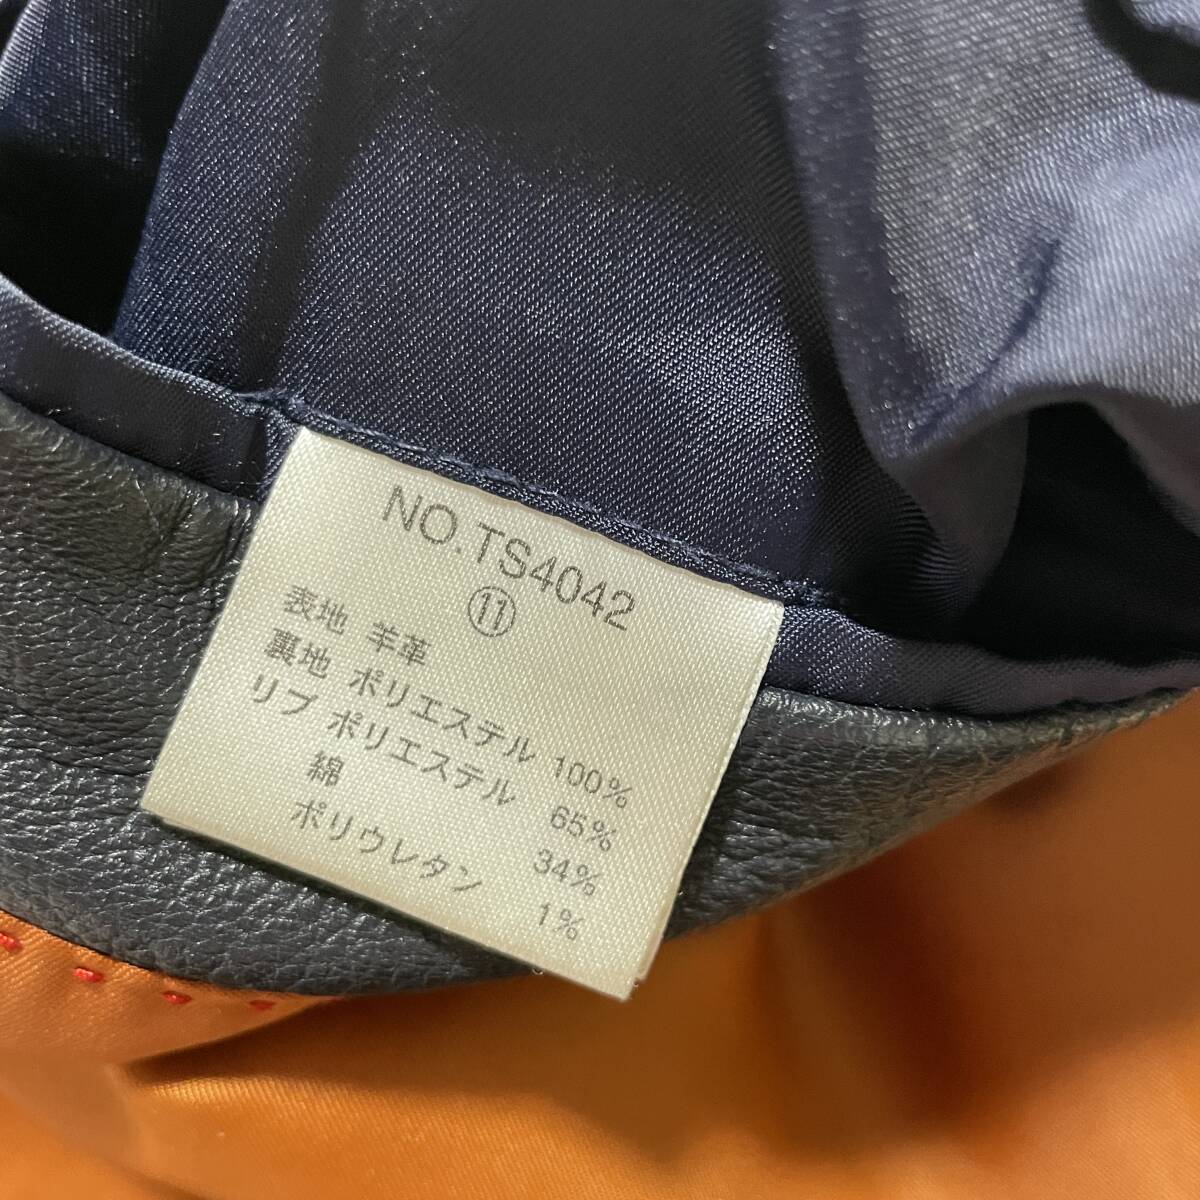 NO.TS4042
⑪
表地 羊革
裏地 ポリエステル 100%
リブ ポリエステル 65%
綿 34%
ポリウレタン 1%